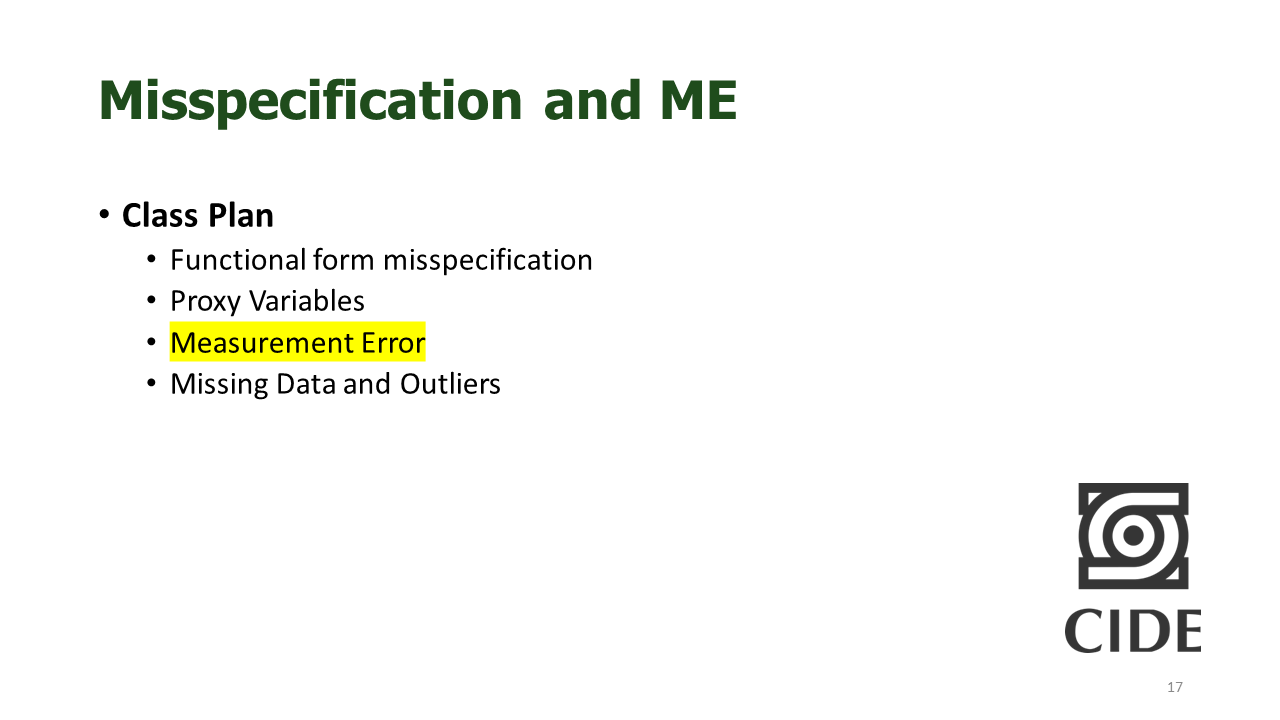 Misspecification and ME
• Class Plan
• Functional form misspecification
• Proxy Variables
• Measurement Error
• Missing Data and Outliers
CIDE
17